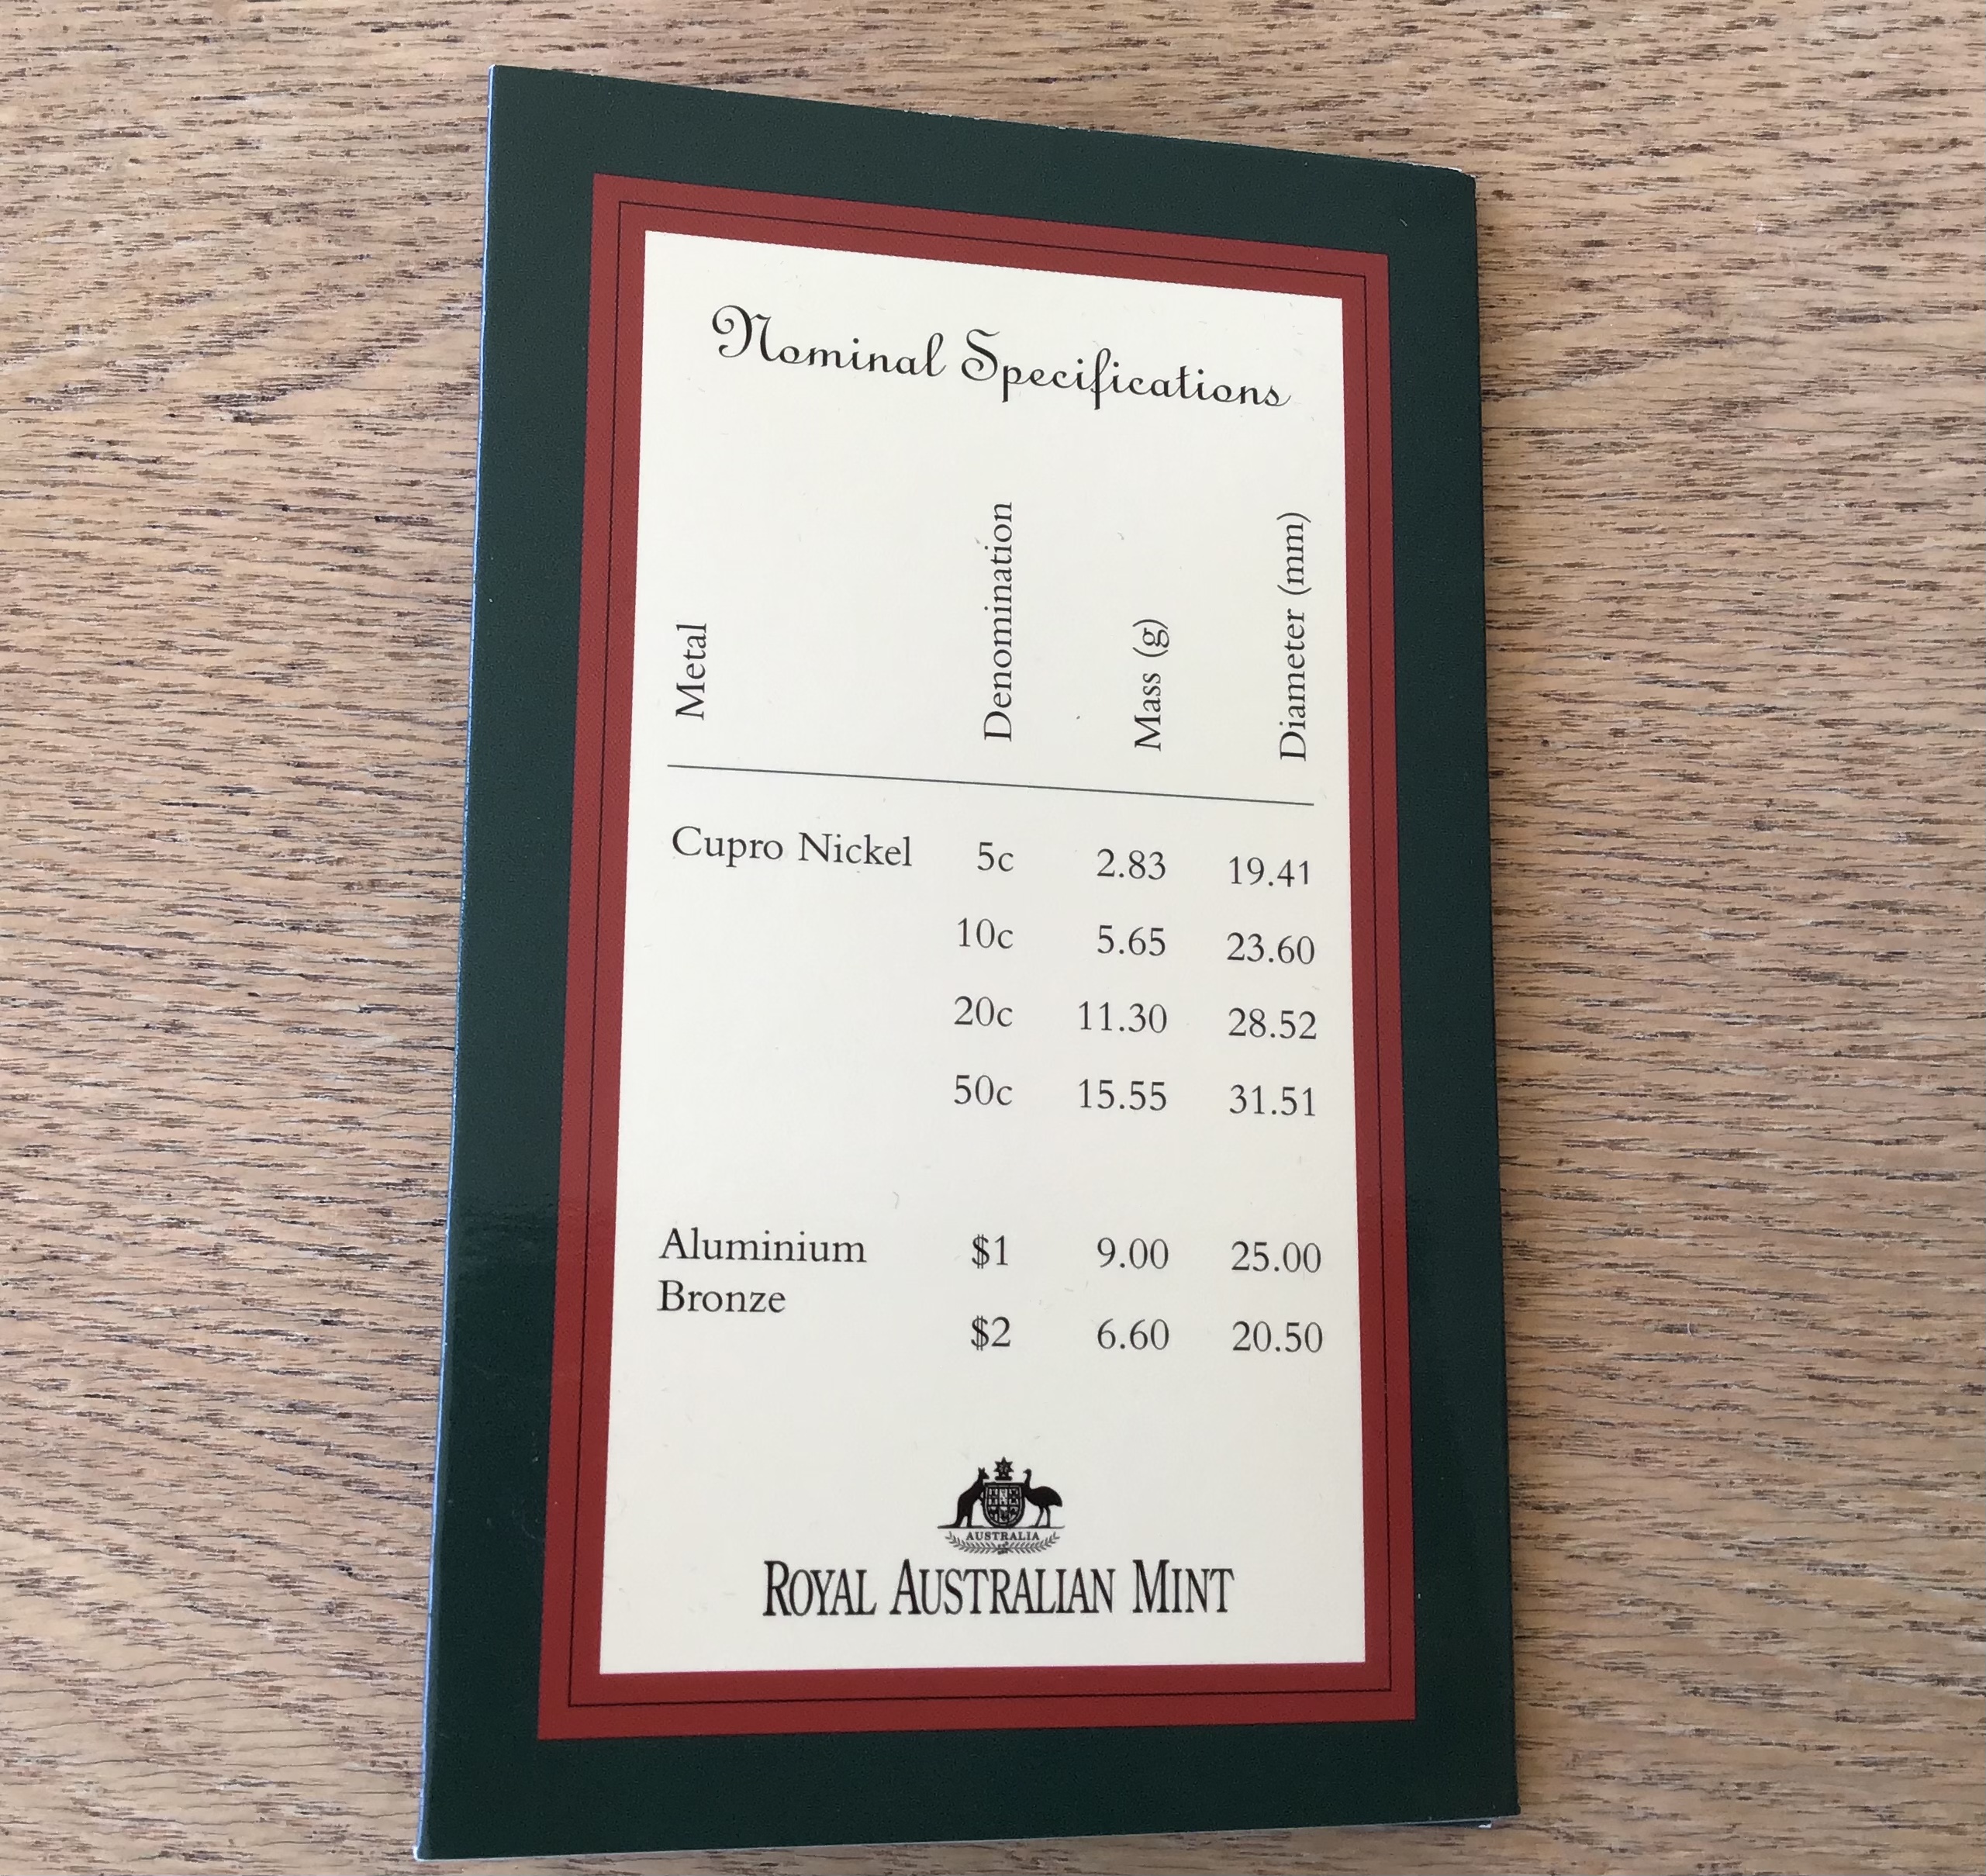 Nominal Specifications
Metal Denomination Mass (g) Diameter (mm)
Cupro Nickel 5c 2.83 19.41
10c 5.65 23.60
20c 11.30 28.52
50c 15.55 31.51
Aluminium $1 9.00 25.00
Bronze
$2 6.60 20.50
AUSTRALIA
ROYAL AUSTRALIAN MINT